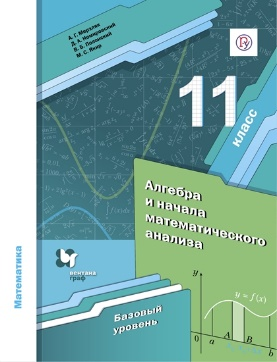 А. Г. Мерзляк
Д. А. Номировский
В. Б. Полонский
М. С. Якир
11
класс
Алгебра
и начала
математического
анализа
вентана
граф
Базовый
уровень
Математика
y
y = f(x)
0
a
A
B
b